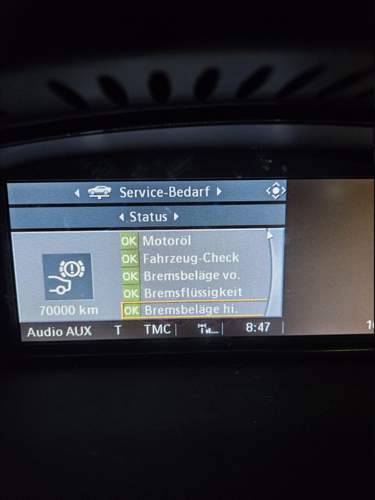 Service-Bedarf
Status
OK Motoröl
OK Fahrzeug-Check
OK Bremsbeläge vo.
OK Bremsflüssigkeit
OK Bremsbeläge hi.
70000 km
Audio AUX T TMC 8:47